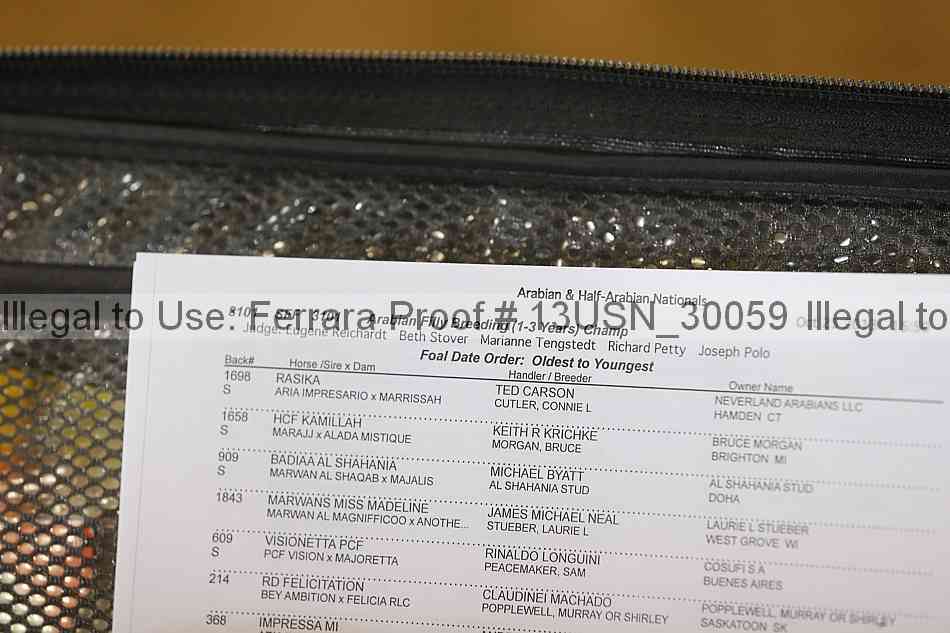 Arabian & Half-Arabian Nationals
Illegal to Use: Ferrara Proof # 13USN_30059 Illegal to
Arabian Filly Breeding (1-3 Years) Champ
Judge: Eugene Reichardt Beth Stover Marianne Tengstedt Richard Petty Joseph Polo
Foal Date Order: Oldest to Youngest
Back# Horse /Sire x Dam Handler / Breeder Owner Name
1698 RASIKA TED CARSON NEVERLAND ARABIANS LLC
S ARIA IMPRESARIO x MARRISSAH CUTLER, CONNIE L HAMDEN CT
1658 HCF KAMILLAH KEITH R KRICHKE BRUCE MORGAN
S MARAJJ x ALADA MISTIQUE MORGAN, BRUCE BRIGHTON MI
909 BADIAA AL SHAHANIA MICHAEL BYATT AL SHAHANIA STUD
S MARWAN AL SHAQAB x MAJALIS AL SHAHANIA STUD DOHA
1843 MARWANS MISS MADELINE JAMES MICHAEL NEAL LAURIE L STUEBER
MARWAN AL MAGNIFFICOO x ANOTHE... STUEBER, LAURIE L WEST GROVE WI
609 VISIONETTA PCF RINALDO LONGUINI COSUFI S A
S PCF VISION x MAJORETTA PEACEMAKER, SAM BUENES AIRES
214 RD FELICITATION CLAUDINEI MACHADO POPPLEWELL, MURRAY OR SHIRLEY
BEY AMBITION x FELICIA RLC POPPLEWELL, MURRAY OR SHIRLEY SASKATOON SK
368 IMPRESSA MI